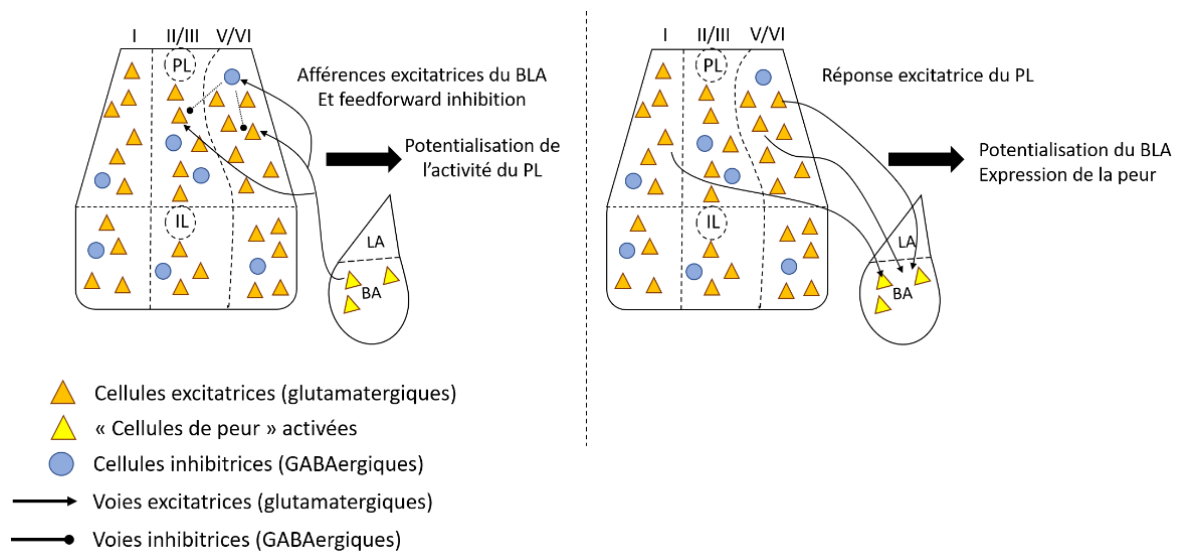 I II/III V/VI
PL
Afférences excitatrices du BLA
Et feedforward inhibition
Potentialisation de
l'activité du PL
IL
LA
BA
I II/III V/VI
PL
Réponse excitatrice du PL
Potentialisation du BLA
Expression de la peur
IL
LA
BA
Cellules excitatrices (glutamatergiques)
« Cellules de peur » activées
Cellules inhibitrices (GABAergiques)
Voies excitatrices (glutamatergiques)
Voies inhibitrices (GABAergiques)